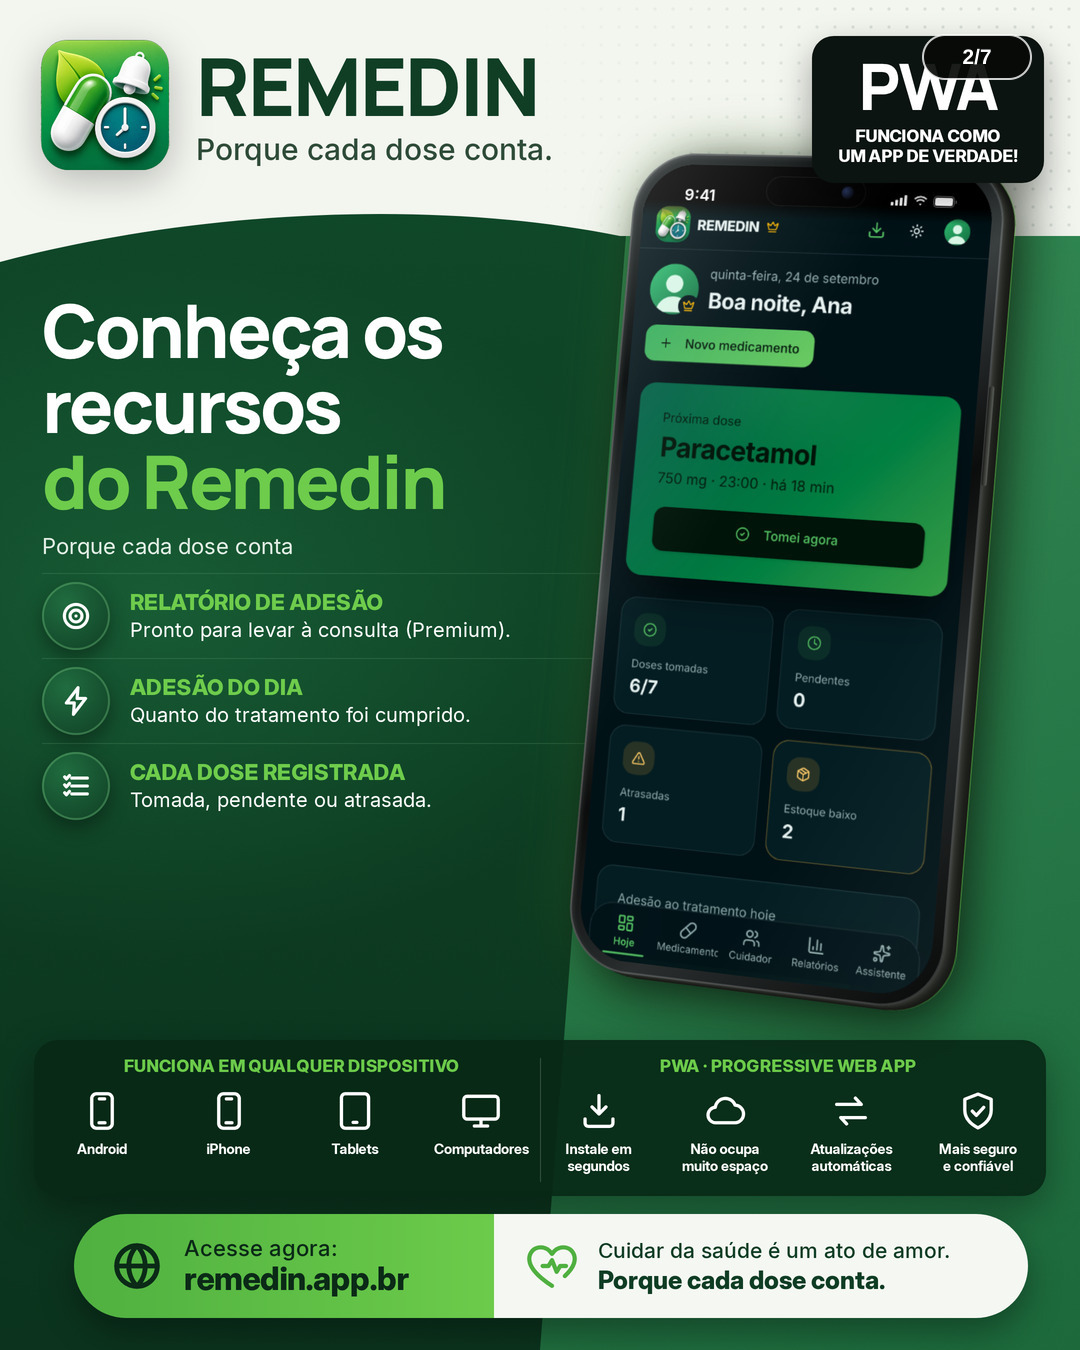 REMEDIN
Porque cada dose conta.
2/7
PWA
FUNCIONA COMO
UM APP DE VERDADE!
9:41
REMEDIN
quinta-feira, 24 de setembro
Boa noite, Ana
+ Novo medicamento
Próxima dose
Paracetamol
750 mg · 23:00 · há 18 min
Tomei agora
Doses tomadas
6/7
Pendentes
0
Atrasadas
1
Estoque baixo
2
Adesão ao tratamento hoje
Hoje
Medicamentc
Cuidador
Relatórios
Assistente
Conheça os
recursos
do Remedin
Porque cada dose conta
RELATÓRIO DE ADESÃO
Pronto para levar à consulta (Premium).
ADESÃO DO DIA
Quanto do tratamento foi cumprido.
CADA DOSE REGISTRADA
Tomada, pendente ou atrasada.
FUNCIONA EM QUALQUER DISPOSITIVO
Android
iPhone
Tablets
Computadores
PWA · PROGRESSIVE WEB APP
Instale em
segundos
Não ocupa
muito espaço
Atualizações
automáticas
Mais seguro
e confiável
Acesse agora:
remedin.app.br
Cuidar da saúde é um ato de amor.
Porque cada dose conta.